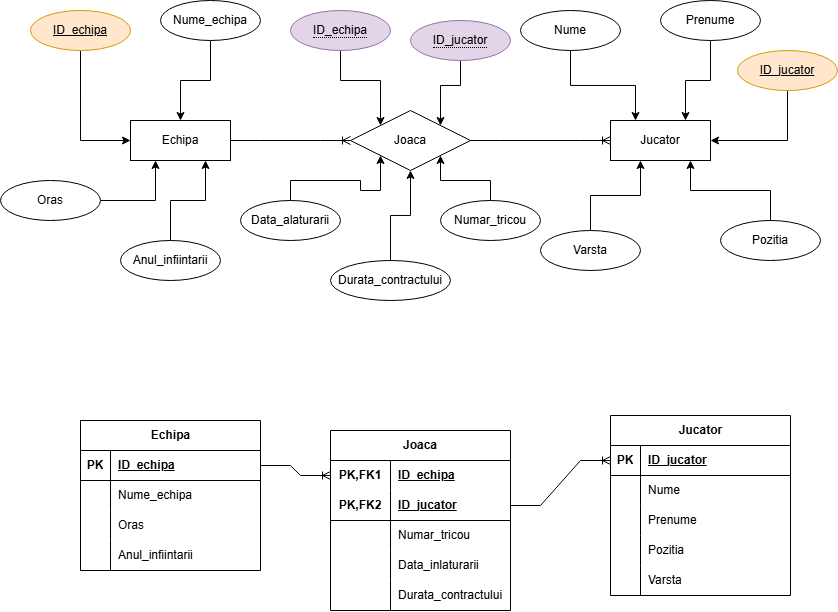 ID_echipa
Nume_echipa
ID_echipa
ID_jucator
Nume
Prenume
ID_jucator
Echipa
Joaca
Jucator
Oras
Anul_infiintarii
Data_alaturarii
Numar_tricou
Durata_contractului
Varsta
Pozitia
Echipa
PK ID_echipa
Nume_echipa
Oras
Anul_infiintarii
Joaca
PK,FK1 ID_echipa
PK,FK2 ID_jucator
Numar_tricou
Data_inlaturarii
Durata_contractului
Jucator
PK ID_jucator
Nume
Prenume
Pozitia
Varsta